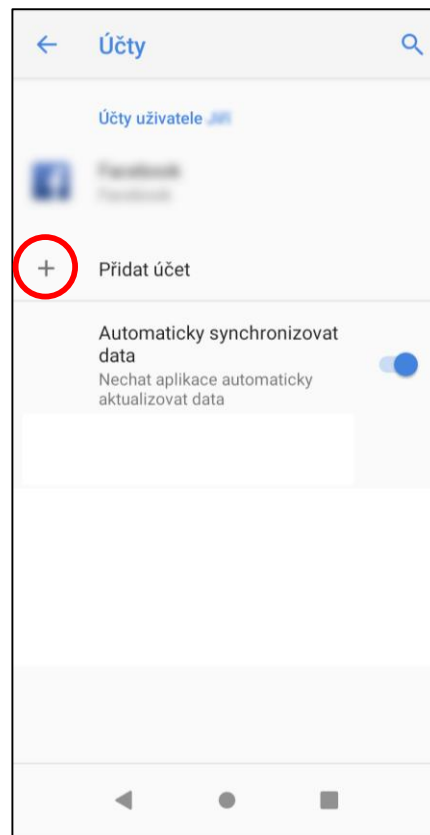 Účty
Účty uživatele
Přidat účet
Automaticky synchronizovat
data
Nechat aplikace automaticky
aktualizovat data